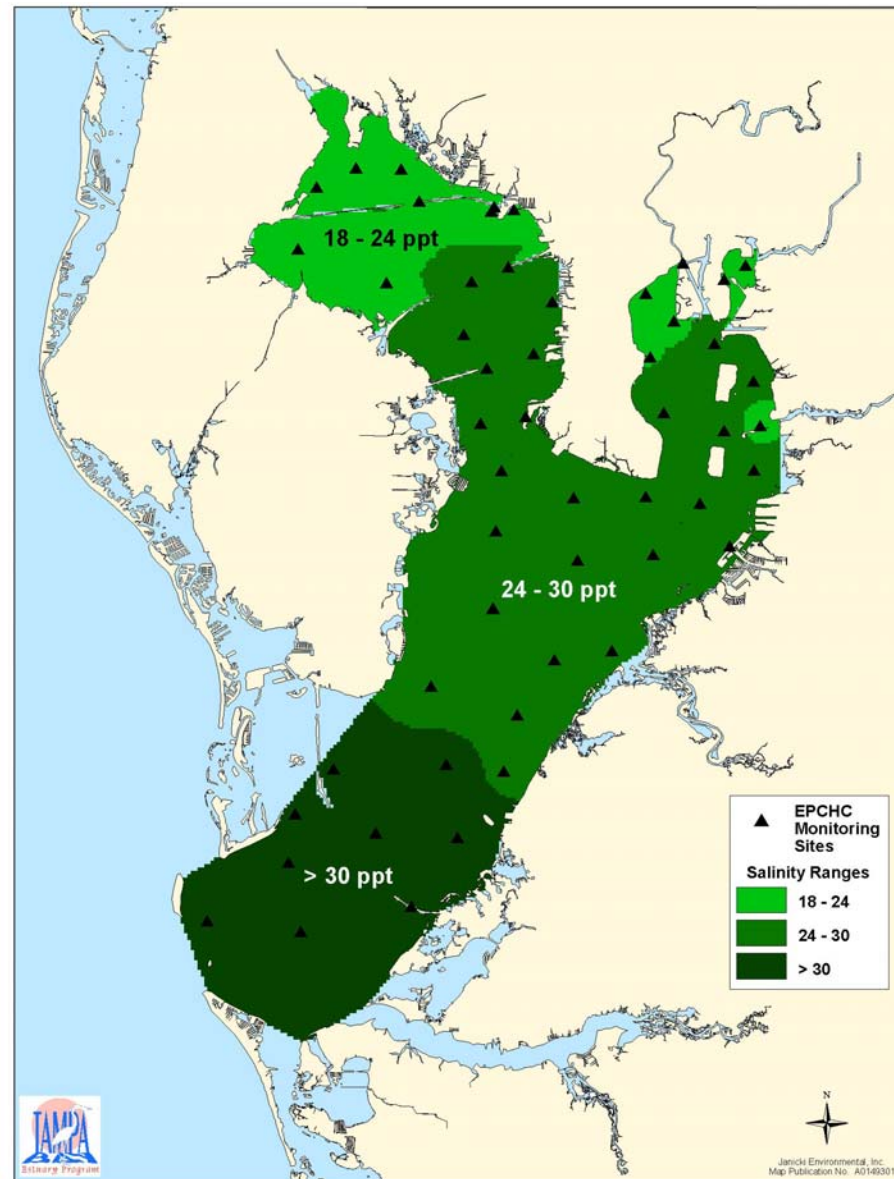 18 - 24 ppt
24 - 30 ppt
> 30 ppt
EPCHC
Monitoring
Sites
Salinity Ranges
18 - 24
24 - 30
> 30
N
TAMPA
BAY
Estuary Program
Janicki Environmental, Inc.
Map Publication No. A0149301